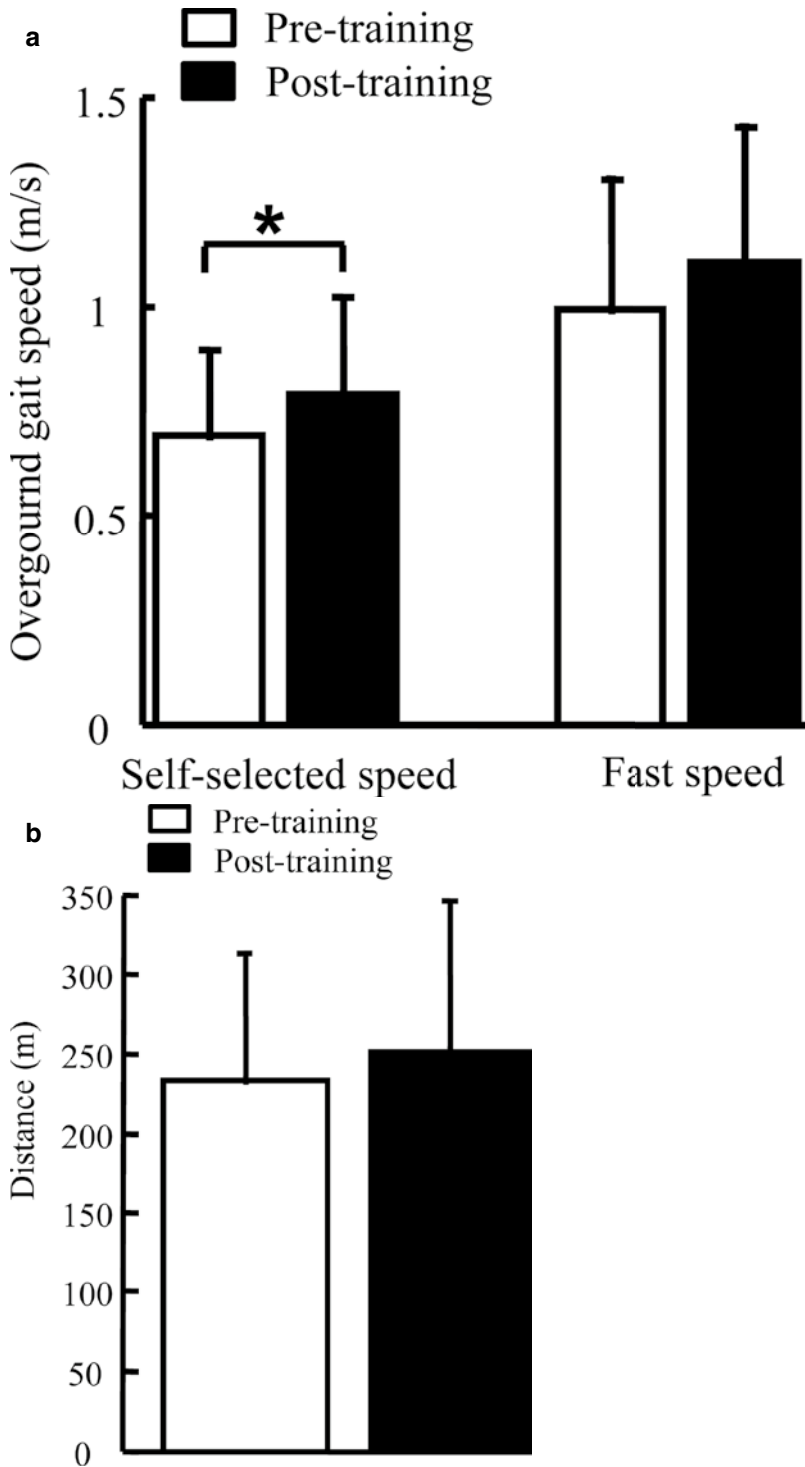 a
Pre-training
Post-training
Overgournd gait speed (m/s)
1.5
1
0.5
0
*
Self-selected speed Fast speed
b
Pre-training
Post-training
Distance (m)
350
300
250
200
150
100
50
0